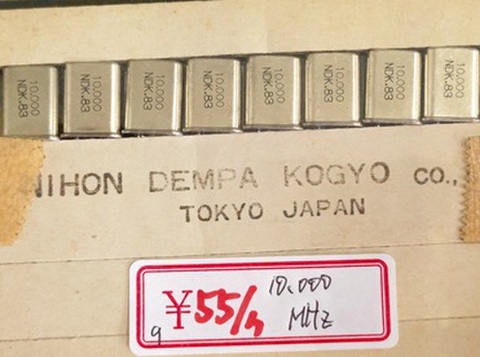 10.000 10.000 10.000 10.000 10.000 10.000 10.000 10.000
NDK.83 NDK.83 NDK.83 NDK.83 NDK.83 NDK.83 NDK.83 NDK.83
NIHON DEMPA KOGYO CO.,
TOKYO JAPAN
¥55/ 10.000
MHz
9